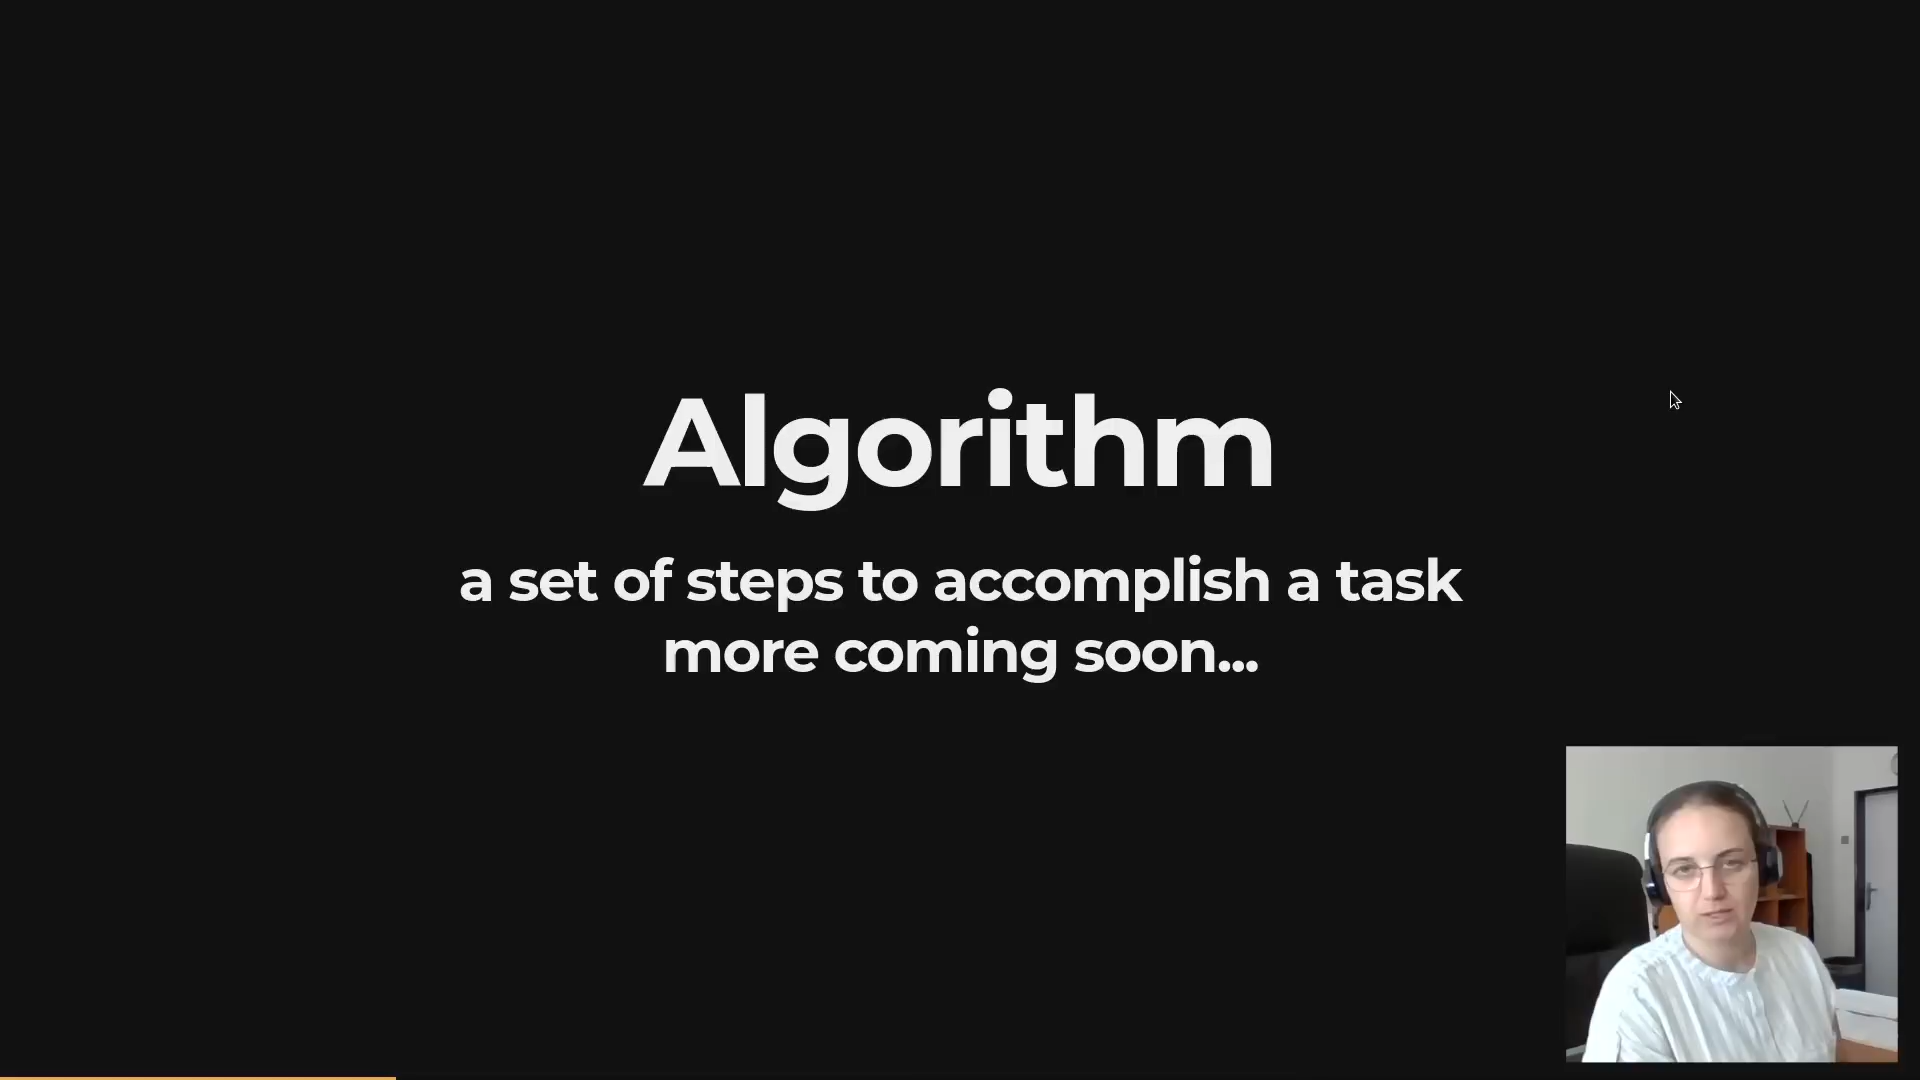 Algorithm
a set of steps to accomplish a task
more coming soon...